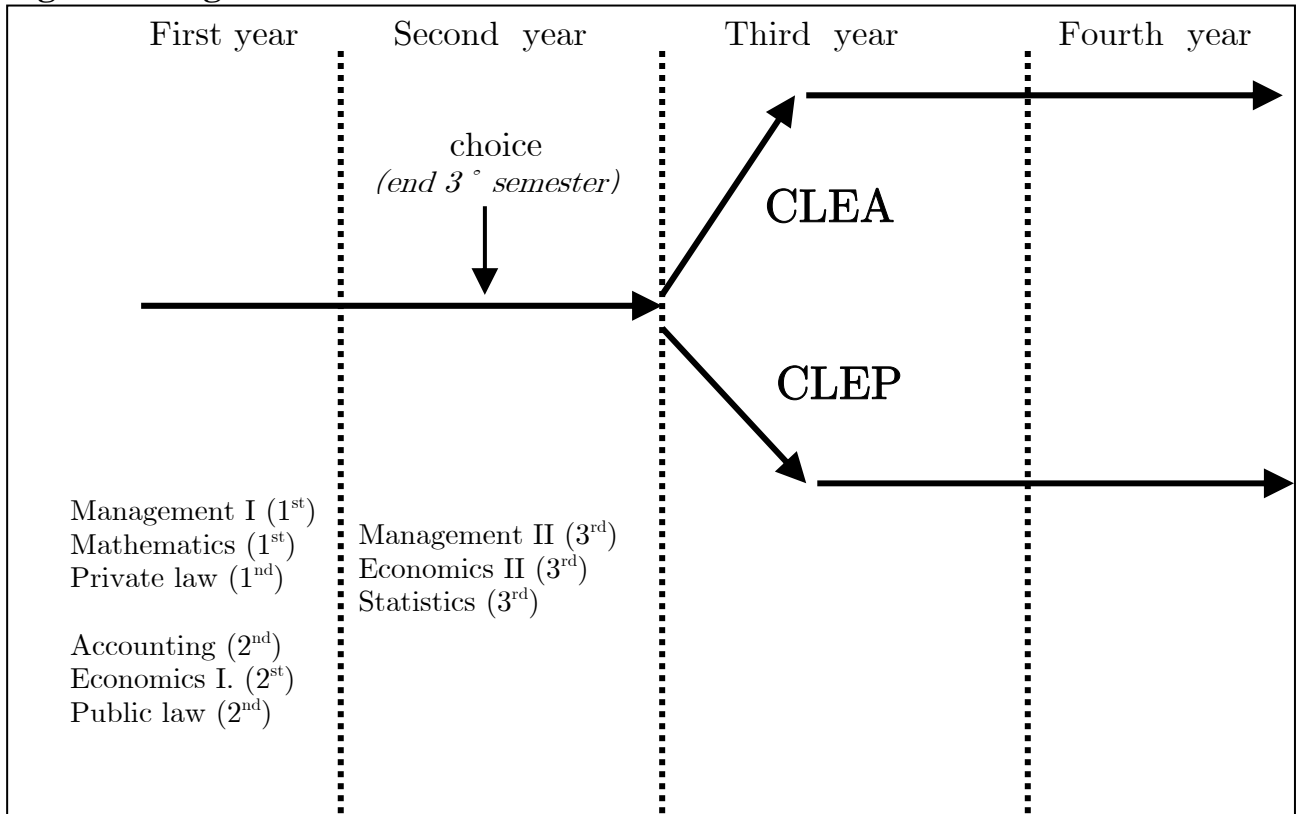 First year Second year Third year Fourth year
choice
(end 3° semester)
CLEA
CLEP
Management I (1st)
Mathematics (1st)
Private law (1nd)
Accounting (2nd)
Economics I. (2st)
Public law (2nd)
Management II (3rd)
Economics II (3rd)
Statistics (3rd)